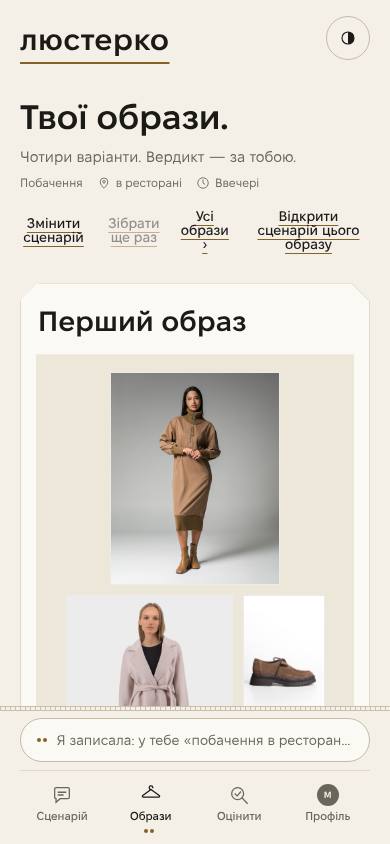 люстерко
Твої образи.
Чотири варіанти. Вердикт — за тобою.
Побачення в ресторані Ввечері
Змінити
сценарій
Зібрати
ще раз
Усі
образи
›
Відкрити
сценарій цього
образу
Перший образ
Я записала: у тебе «побачення в ресторан...
Сценарій Образи Оцінити Профіль
М